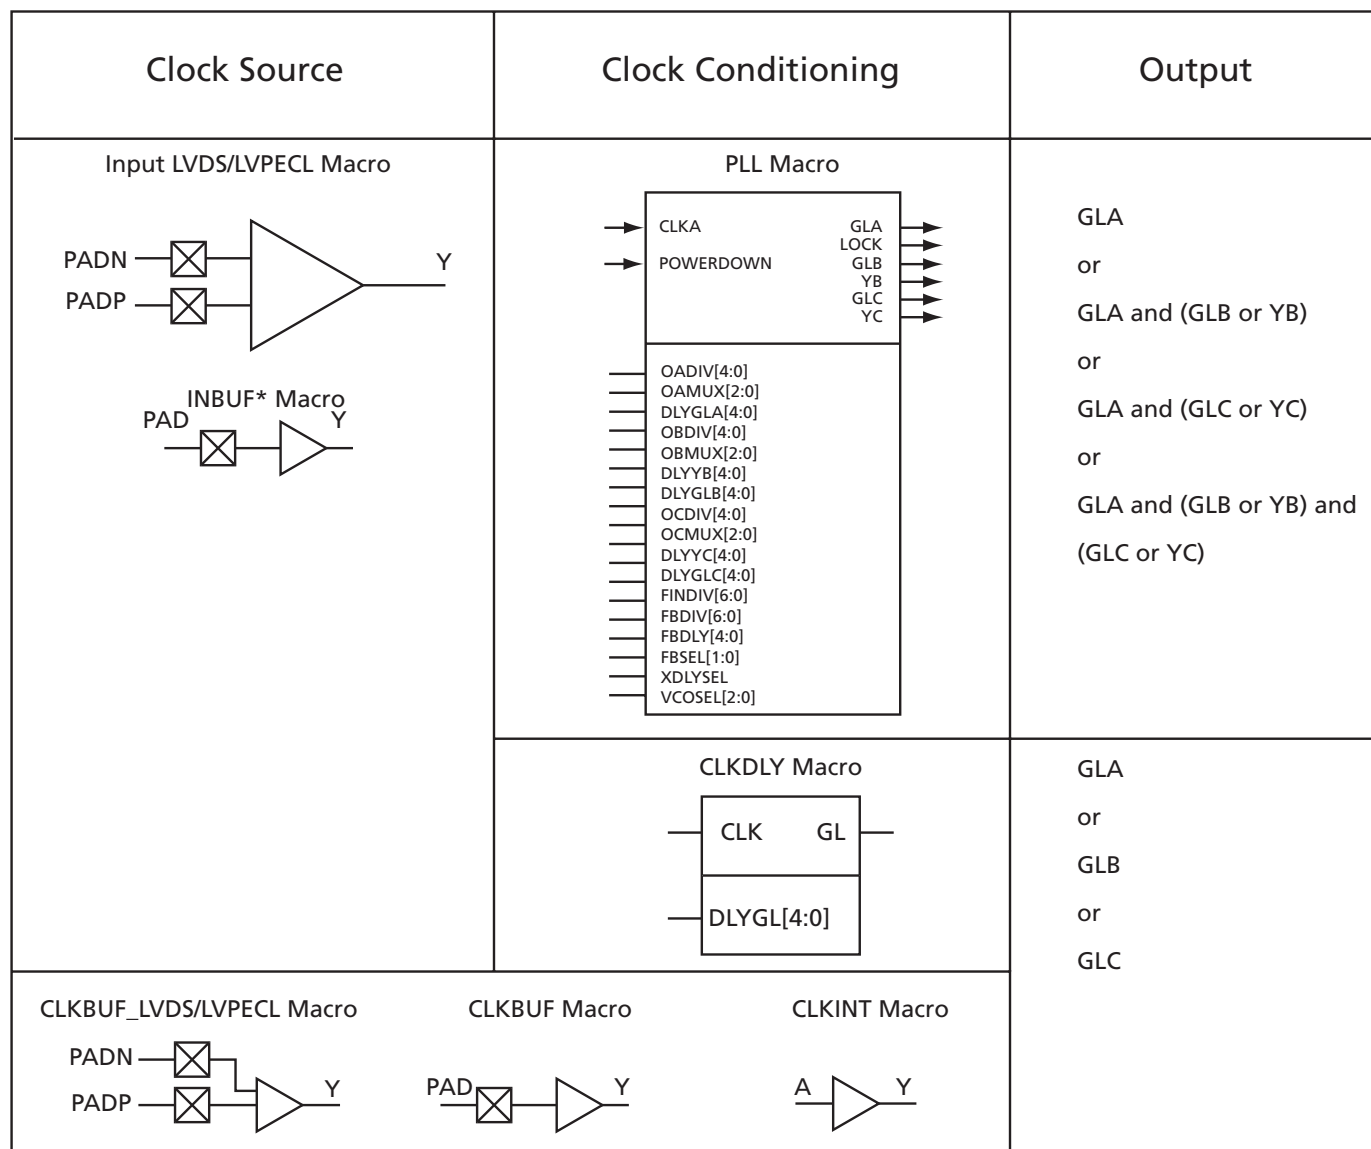 Clock Source
Clock Conditioning
Output
Input LVDS/LVPECL Macro
PADN
PADP
Y
INBUF* Macro
PAD
Y
PLL Macro
CLKA
POWERDOWN
GLA
LOCK
GLB
YB
GLC
YC
OADIV[4:0]
OAMUX[2:0]
DLYGLA[4:0]
OBDIV[4:0]
OBMUX[2:0]
DLYYB[4:0]
DLYGLB[4:0]
OCDIV[4:0]
OCMUX[2:0]
DLYYC[4:0]
DLYGLC[4:0]
FINDIV[6:0]
FBDIV[6:0]
FBDLY[4:0]
FBSEL[1:0]
XDLYSEL
VCOSEL[2:0]
GLA
or
GLA and (GLB or YB)
or
GLA and (GLC or YC)
or
GLA and (GLB or YB) and
(GLC or YC)
CLKDLY Macro
CLK GL
DLYGL[4:0]
GLA
or
GLB
or
GLC
CLKBUF_LVDS/LVPECL Macro
PADN
PADP
Y
CLKBUF Macro
PAD
Y
CLKINT Macro
A
Y